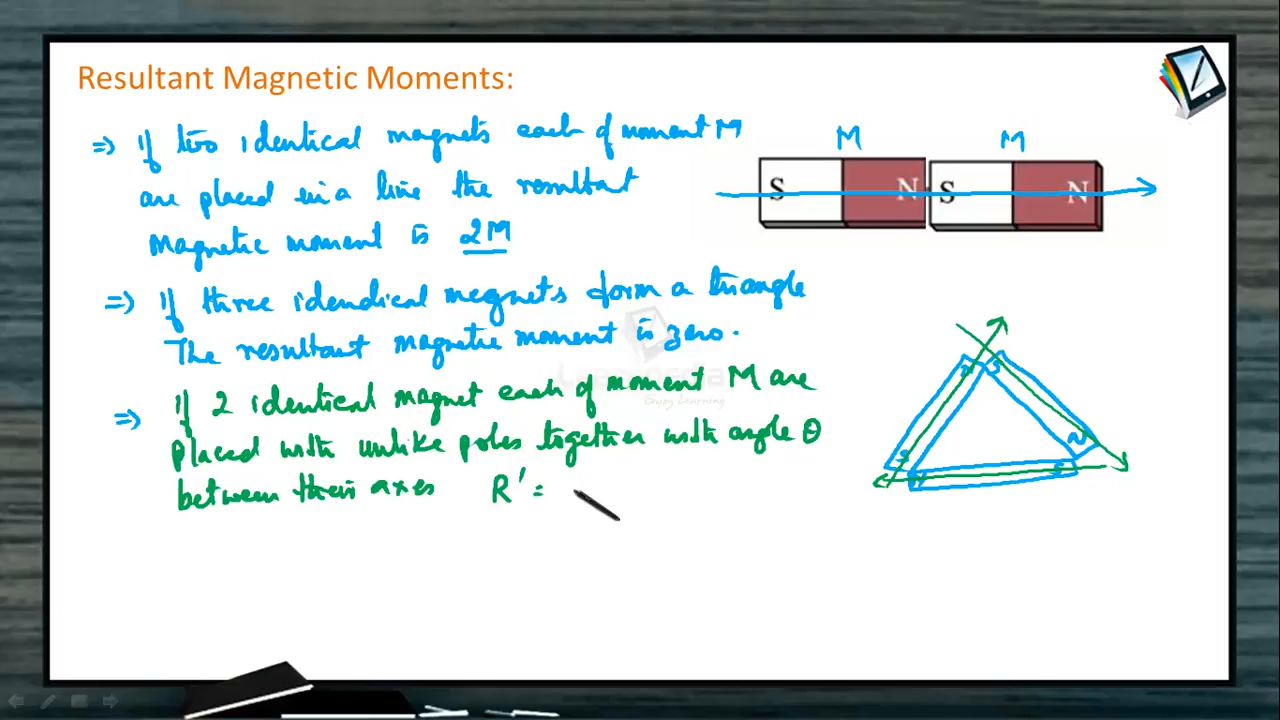 Resultant Magnetic Moments:
⇒ If two identical magnets each of moment M
are placed in a line the resultant
magnetic moment is 2M
M M
S N S N
⇒ If three identical magnets form a triangle
The resultant magnetic moment is zero.
⇒ If 2 identical magnet each of moment M are
placed with unlike poles together with angle θ
between their axes R' =
N S
S N
N S
Enjoy Learning